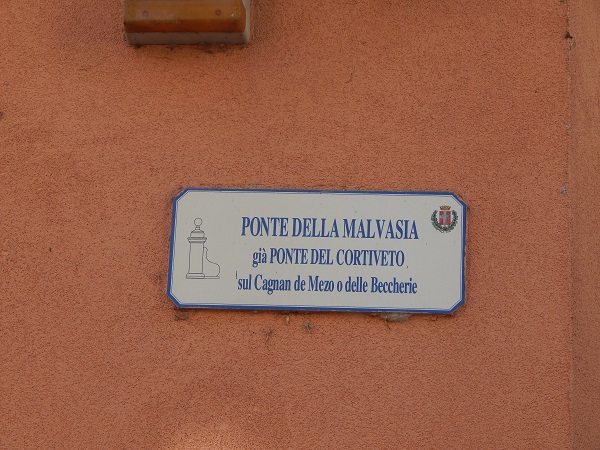 PONTE DELLA MALVASIA
già PONTE DEL CORTIVETO
sul Cagnan de Mezo o delle Beccherie